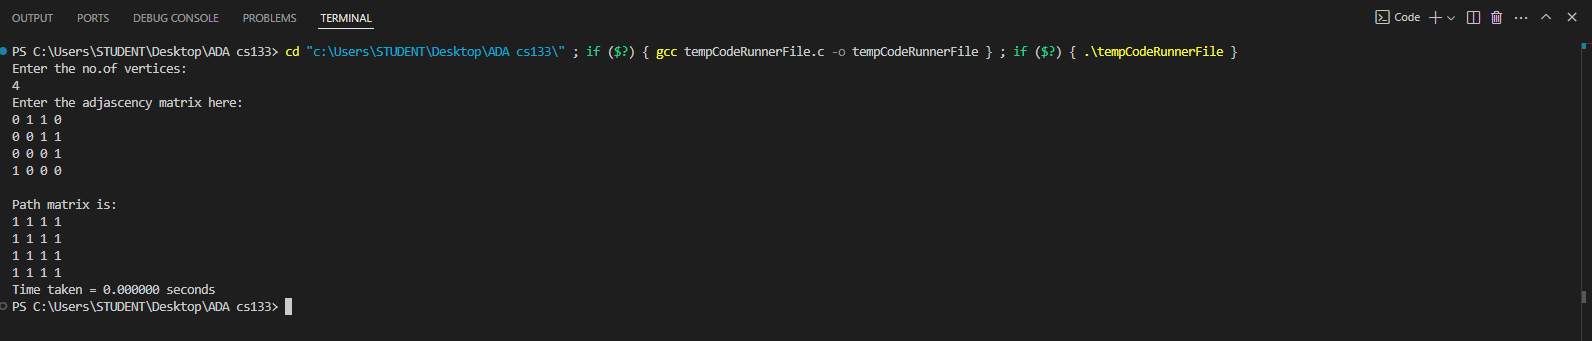 OUTPUT PORTS DEBUG CONSOLE PROBLEMS TERMINAL Code
PS C:\Users\STUDENT\Desktop\ADA cs133> cd "c:\Users\STUDENT\Desktop\ADA cs133\" ; if ($?) { gcc tempCodeRunnerFile.c -o tempCodeRunnerFile } ; if ($?) { .\tempCodeRunnerFile }
Enter the no.of vertices:
4
Enter the adjascency matrix here:
0 1 1 0
0 0 1 1
0 0 0 1
1 0 0 0
Path matrix is:
1 1 1 1
1 1 1 1
1 1 1 1
1 1 1 1
Time taken = 0.000000 seconds
PS C:\Users\STUDENT\Desktop\ADA cs133>